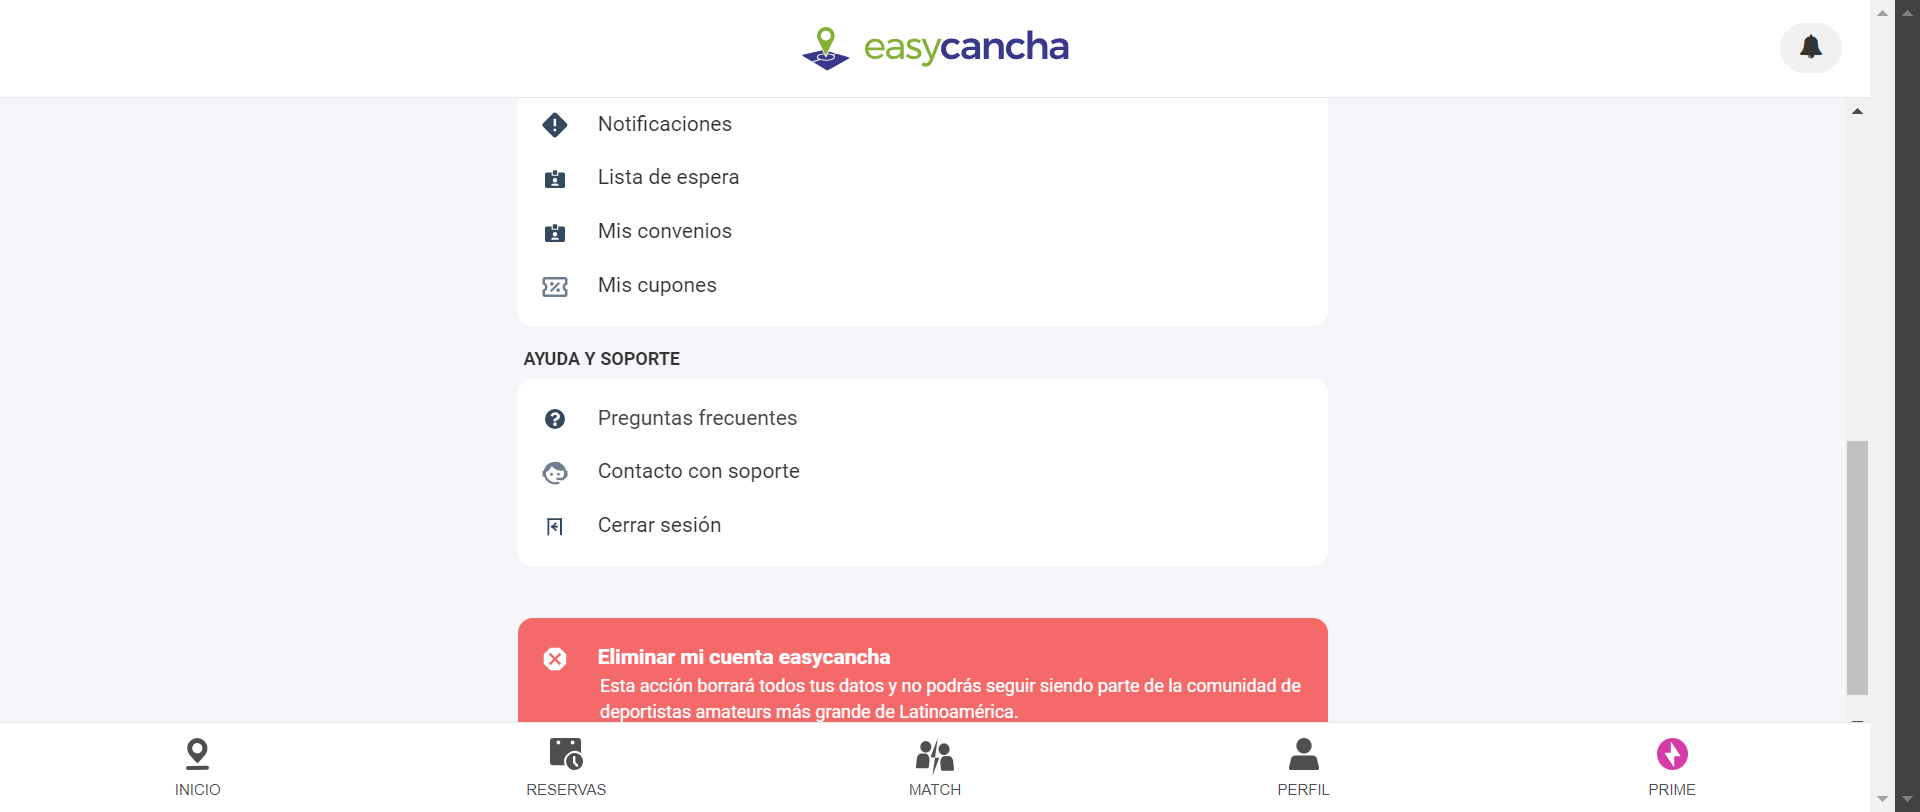 easycancha
Notificaciones
Lista de espera
Mis convenios
Mis cupones
AYUDA Y SOPORTE
Preguntas frecuentes
Contacto con soporte
Cerrar sesión
Eliminar mi cuenta easycancha
Esta acción borrará todos tus datos y no podrás seguir siendo parte de la comunidad de
deportistas amateurs más grande de Latinoamérica.
INICIO
RESERVAS
MATCH
PERFIL
PRIME